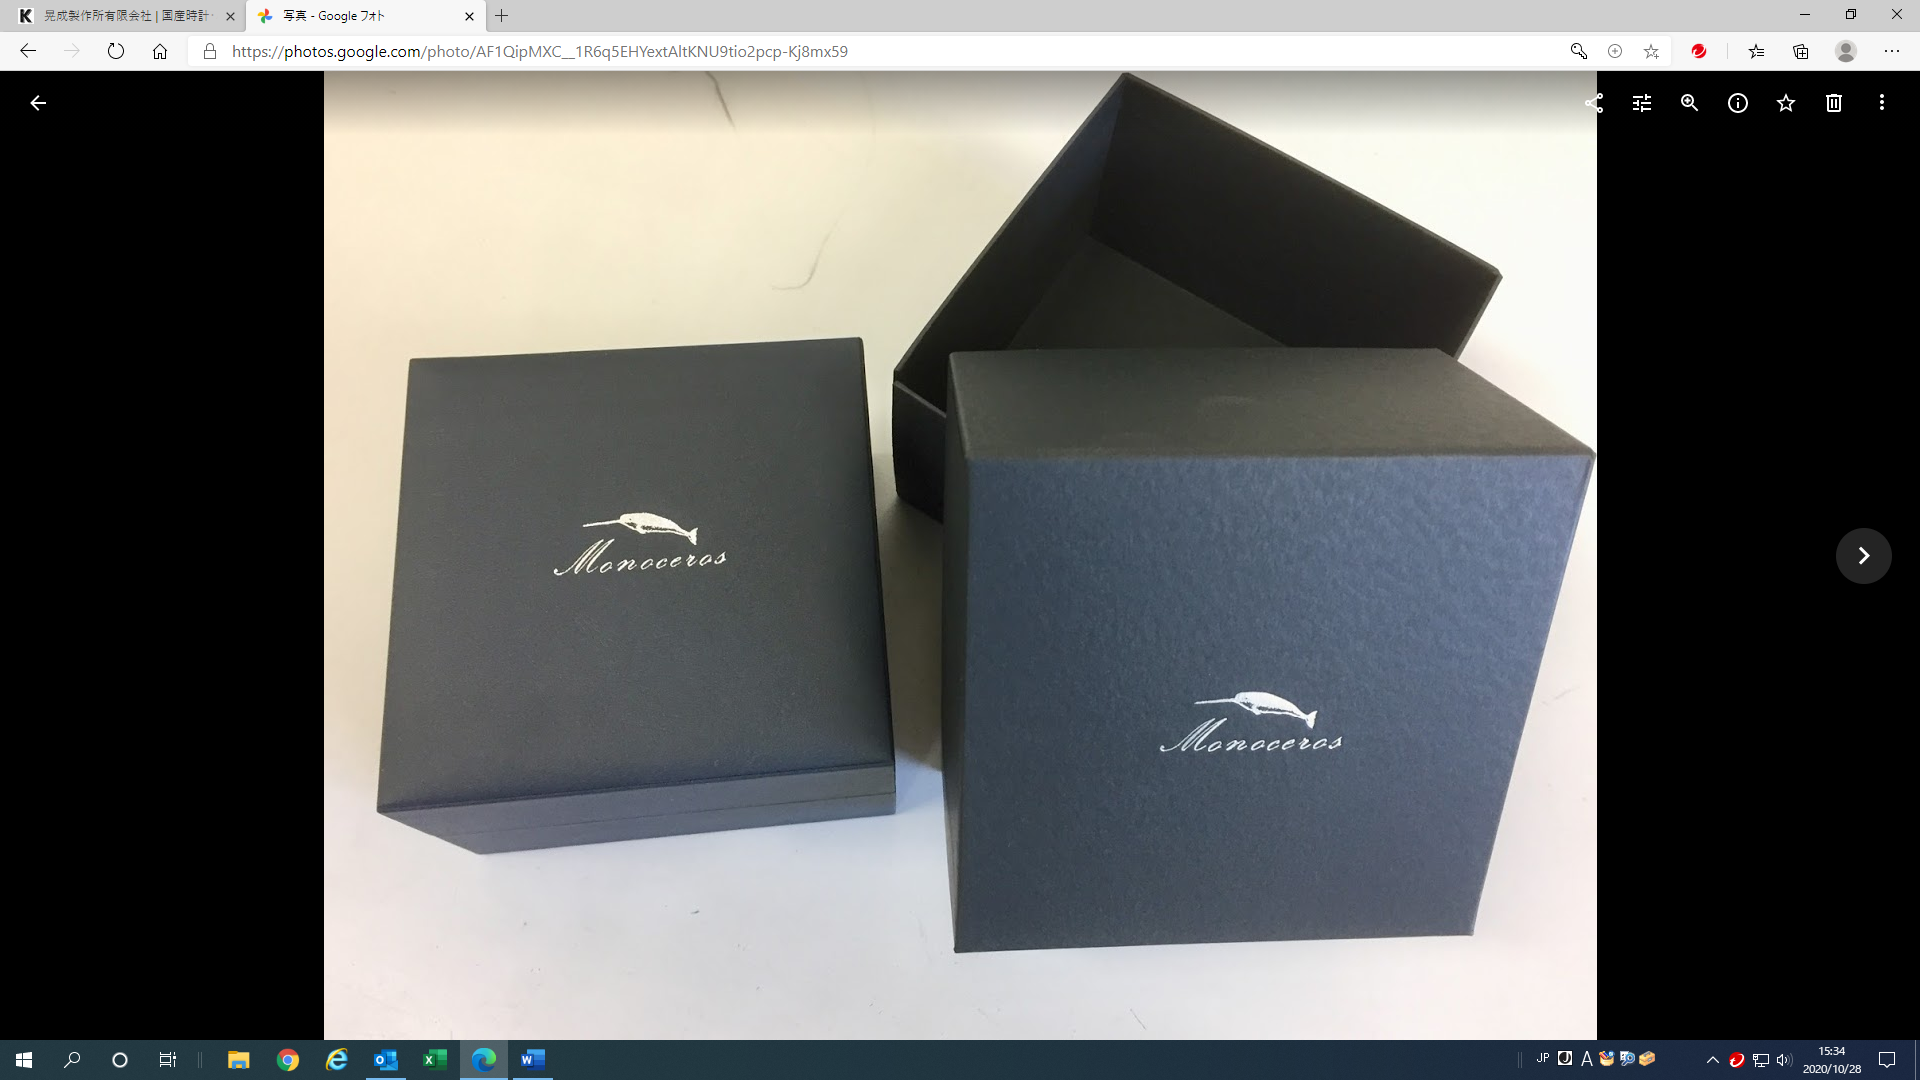 晃成製作所有限会社 | 国産時計
写真 - Google フォト
https://photos.google.com/photo/AF1QipMXC__1R6q5EHYextAltKNU9tio2pcp-Kj8mx59
Monoceros
Monoceros
JP
A
15:34
2020/10/28